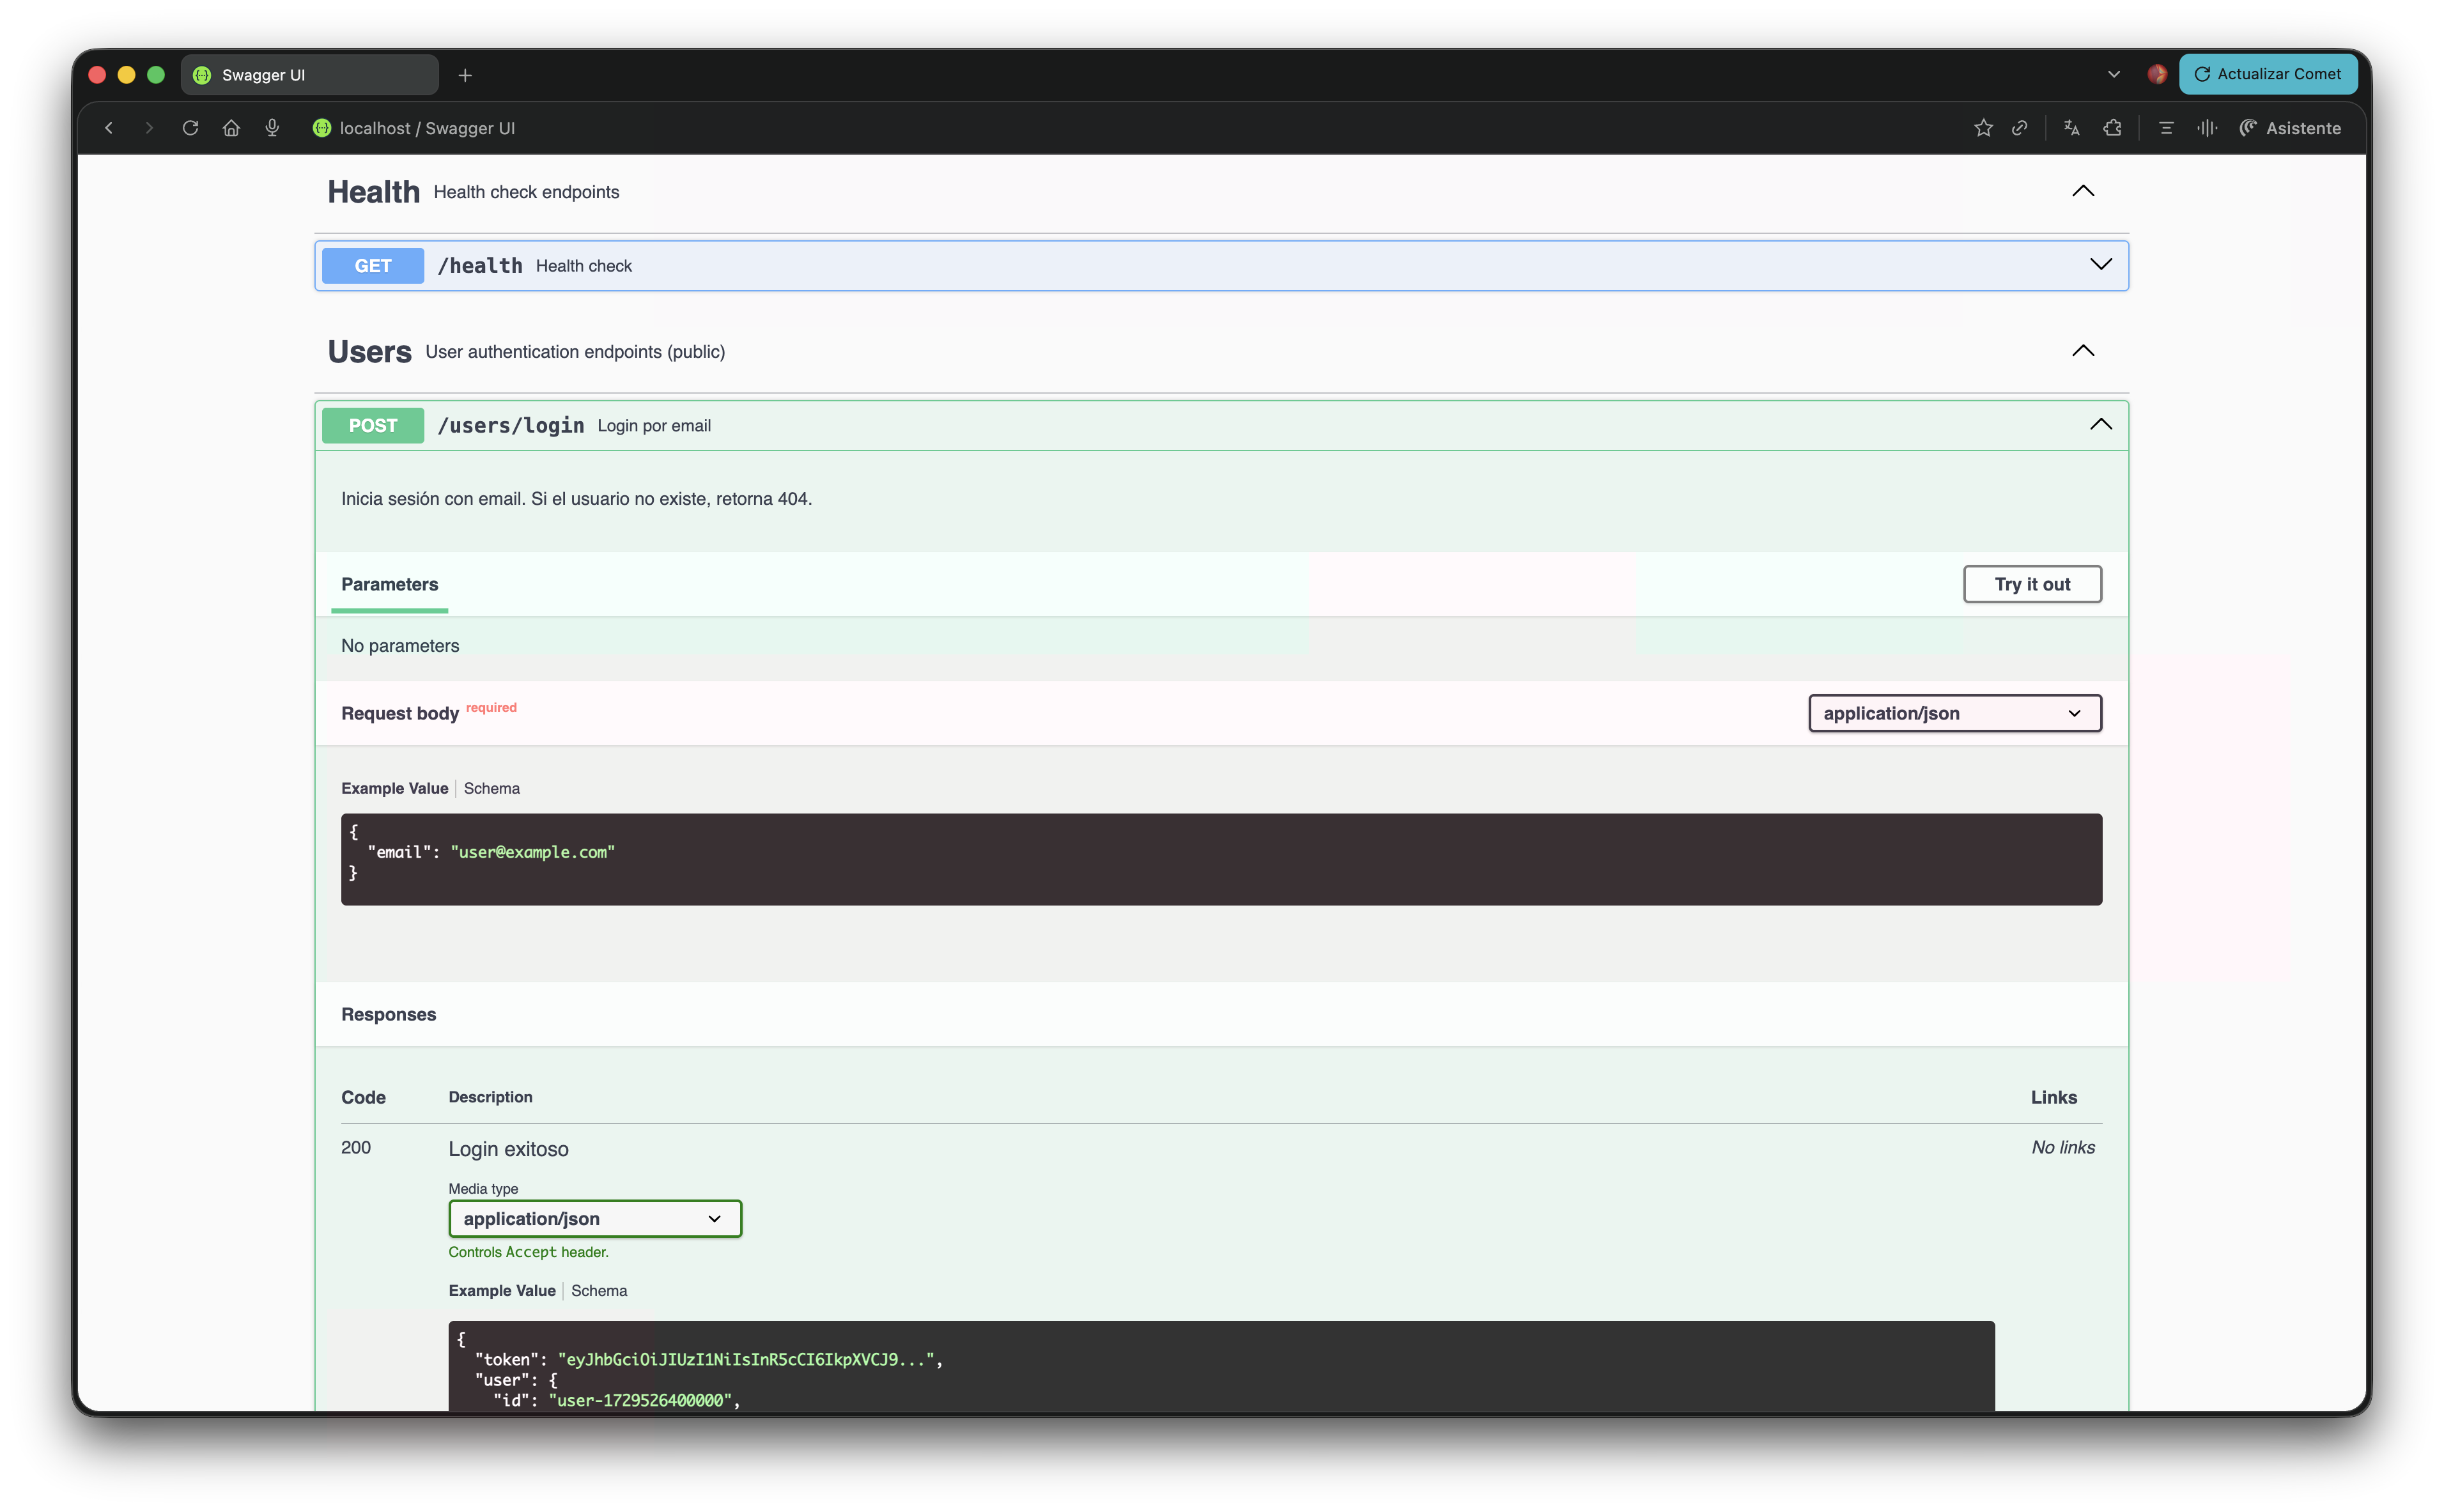 Swagger UI
Actualizar Comet
localhost / Swagger UI
Asistente
Health Health check endpoints
GET /health Health check
Users User authentication endpoints (public)
POST /users/login Login por email
Inicia sesión con email. Si el usuario no existe, retorna 404.
Parameters
Try it out
No parameters
Request body required
application/json
Example Value Schema
{
"email": "user@example.com"
}
Responses
Code Description Links
200 Login exitoso No links
Media type
application/json
Controls Accept header.
Example Value Schema
{
"token": "eyJhbGciOiJIUzI1NiIsInR5cCI6IkpXVCJ9...",
"user": {
"id": "user-1729526400000",